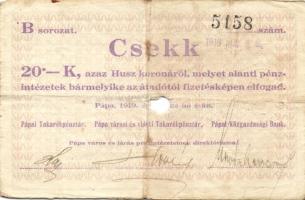 B sorozat. 5158 szám.
Csekk
20·— K, azaz Husz koronáról, melyet alanti pénz-
intézetek bármelyike az átadótól fizetésképen elfogad.
Pápa, 1919.
Pápai Takarékpénztár. Pápa városi és vidéki Takarékpénztár. Pápai Közgazdasági Bank.
Pápa város és járás pénzintézeteinek direktóriuma: